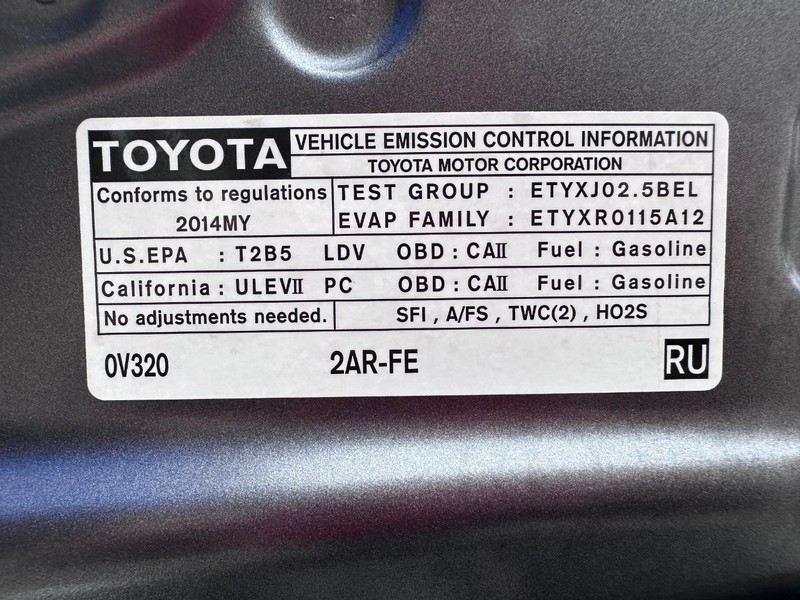 TOYOTA VEHICLE EMISSION CONTROL INFORMATION
TOYOTA MOTOR CORPORATION
Conforms to regulations
2014MY
TEST GROUP : ETYXJ02.5BEL
EVAP FAMILY : ETYXR0115A12
U.S.EPA : T2B5 LDV OBD : CAII Fuel : Gasoline
California : ULEVII PC OBD : CAII Fuel : Gasoline
No adjustments needed. SFI , A/FS , TWC(2) , HO2S
0V320 2AR-FE RU